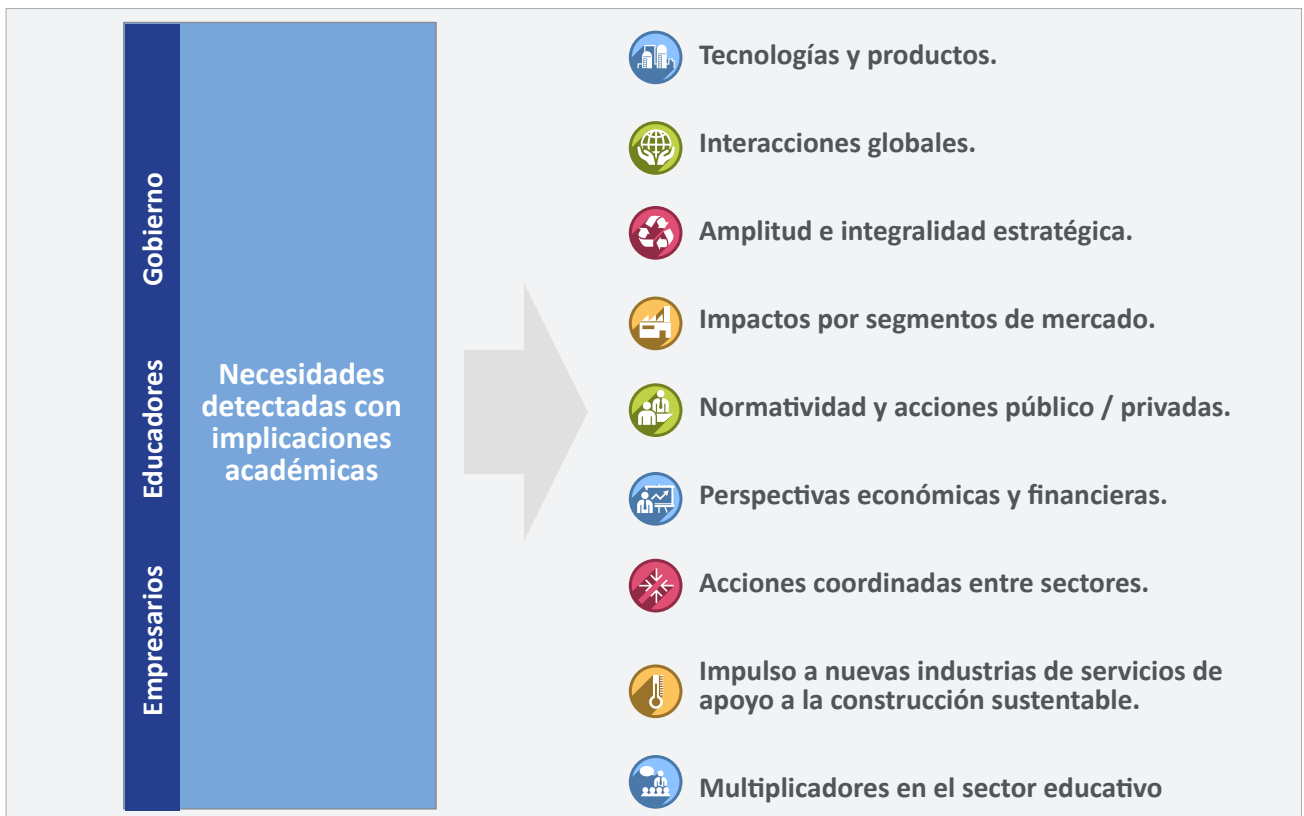 Gobierno
Educadores
Empresarios
Necesidades
detectadas con
implicaciones
académicas
Tecnologías y productos.
Interacciones globales.
Amplitud e integralidad estratégica.
Impactos por segmentos de mercado.
Normatividad y acciones público / privadas.
Perspectivas económicas y financieras.
Acciones coordinadas entre sectores.
Impulso a nuevas industrias de servicios de
apoyo a la construcción sustentable.
Multiplicadores en el sector educativo